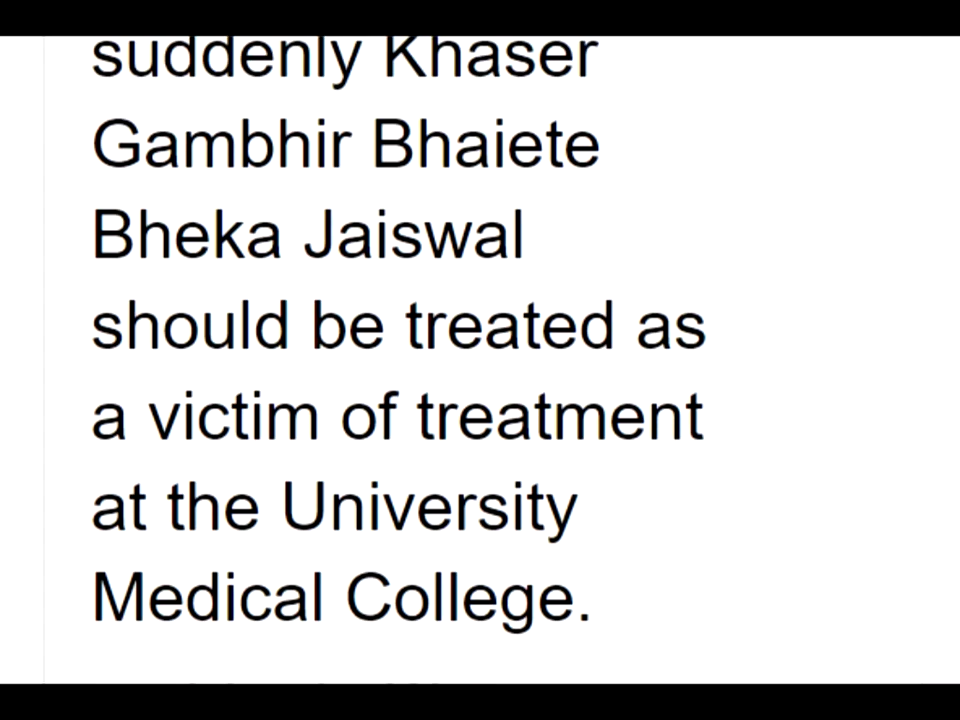 suddenly Khaser
Gambhir Bhaiete
Bheka Jaiswal
should be treated as
a victim of treatment
at the University
Medical College.